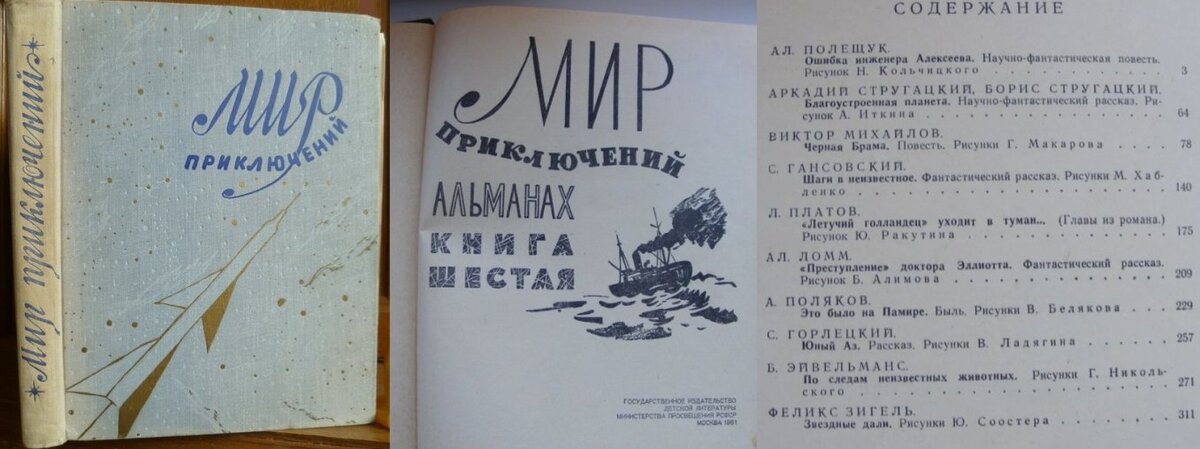 Мир приключений
МИР
ПРИКЛЮЧЕНИЙ
МИР
ПРИКЛЮЧЕНИЙ
АЛЬМАНАХ
КНИГА
ШЕСТАЯ
ГОСУДАРСТВЕННОЕ ИЗДАТЕЛЬСТВО
ДЕТСКОЙ ЛИТЕРАТУРЫ
МИНИСТЕРСТВА ПРОСВЕЩЕНИЯ РСФСР
МОСКВА 1961
СОДЕРЖАНИЕ
АЛ. ПОЛЕЩУК.
Ошибка инженера Алексеева. Научно-фантастическая повесть.
Рисунок Н. Кольчицкого . . . . . . . . . . . . . . 3
АРКАДИЙ СТРУГАЦКИЙ, БОРИС СТРУГАЦКИЙ.
Благоустроенная планета. Научно-фантастический рассказ. Ри-
сунок А. Иткина . . . . . . . . . . . . . . . . 64
ВИКТОР МИХАЙЛОВ.
Черная Брама. Повесть. Рисунки Г. Макарова . . . . 78
С. ГАНСОВСКИЙ.
Шаги в неизвестное. Фантастический рассказ. Рисунки М. Хаб-
ленко . . . . . . . . . . . . . . . . . . . . 140
Л. ПЛАТОВ.
«Летучий голландец» уходит в туман... (Главы из романа.)
Рисунок Ю. Ракутина . . . . . . . . . . . . . . 175
АЛ. ЛОММ.
«Преступление» доктора Эллиотта. Фантастический рассказ.
Рисунок Б. Алимова . . . . . . . . . . . . . . 209
А. ПОЛЯКОВ.
Это было на Памире. Быль. Рисунки В. Белякова . . . 229
С. ГОРЛЕЦКИЙ.
Юный Аз. Рассказ. Рисунки В. Ладягина . . . . . . 257
Б. ЭЙВЕЛЬМАНС.
По следам неизвестных животных. Рисунки Г. Николь-
ского . . . . . . . . . . . . . . . . . . . . 271
ФЕЛИКС ЗИГЕЛЬ.
Звездные дали. Рисунки Ю. Соостера . . . . . . . 311